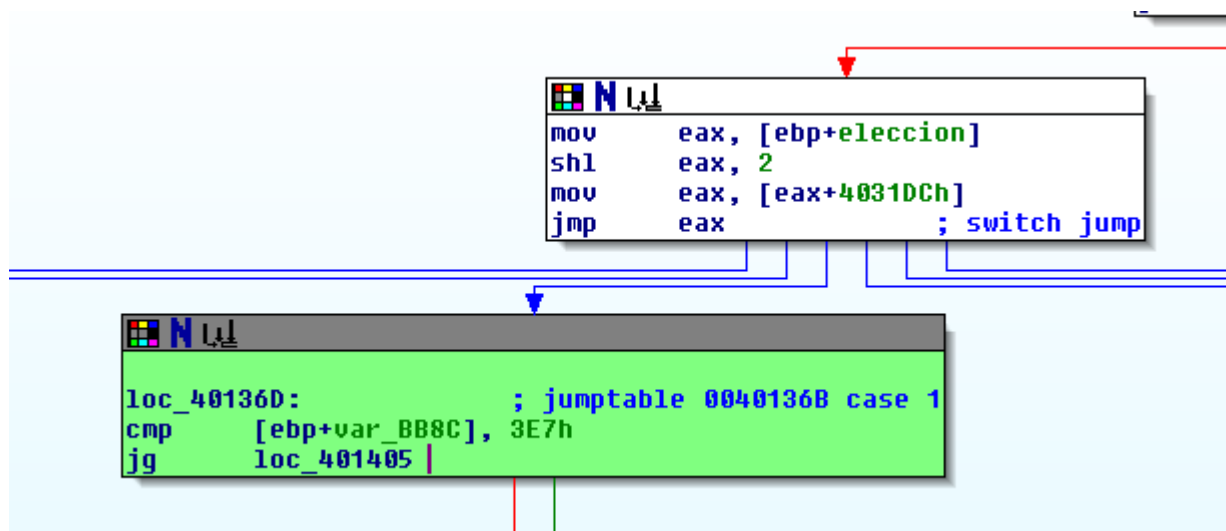 mov     eax, [ebp+eleccion]
shl     eax, 2
mov     eax, [eax+4031DCh]
jmp     eax             ; switch jump
loc_40136D:             ; jumptable 0040136B case 1
cmp     [ebp+var_BB8C], 3E7h
jg      loc_401405